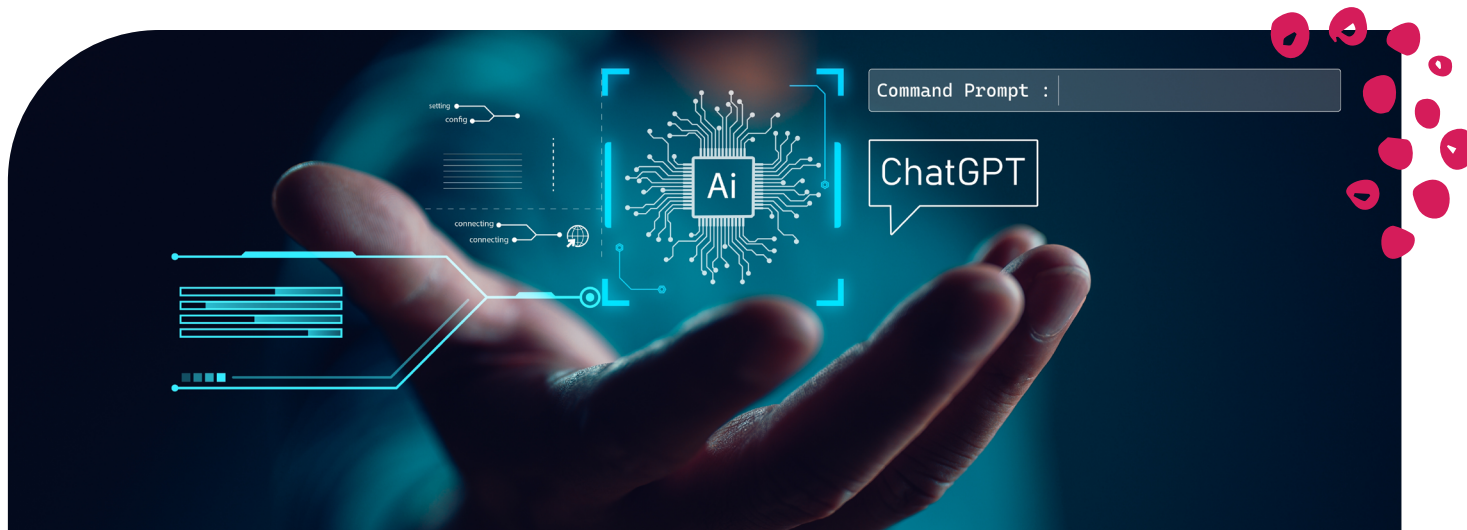 setting
config
connecting
connecting
Ai
Command Prompt :
ChatGPT